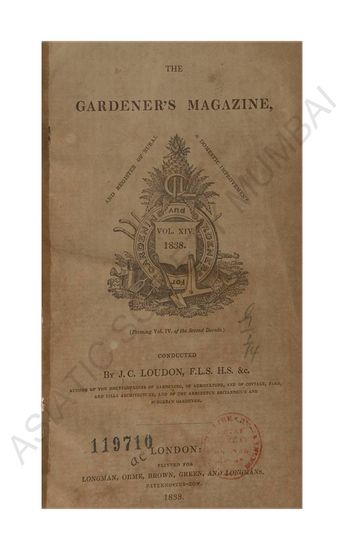 THE
GARDENER'S MAGAZINE,
AND REGISTER OF RURAL & DOMESTIC IMPROVEMENT
VOL. XIV.
1838.
(Forming Vol. IV. of the Second Decade.)
CONDUCTED
BY J. C. LOUDON, F.L.S. H.S. &c.
AUTHOR OF THE ENCYCLOPÆDIAS OF GARDENING, OF AGRICULTURE, AND OF COTTAGE, FARM,
AND VILLA ARCHITECTURE, AND OF THE ARBORETUM BRITANNICUM AND
SUBURBAN GARDENER.
119710
LONDON:
PRINTED FOR
LONGMAN, ORME, BROWN, GREEN, AND LONGMANS,
PATERNOSTER-ROW.
1838.
ASIATIC SOCIETY MUMBAI